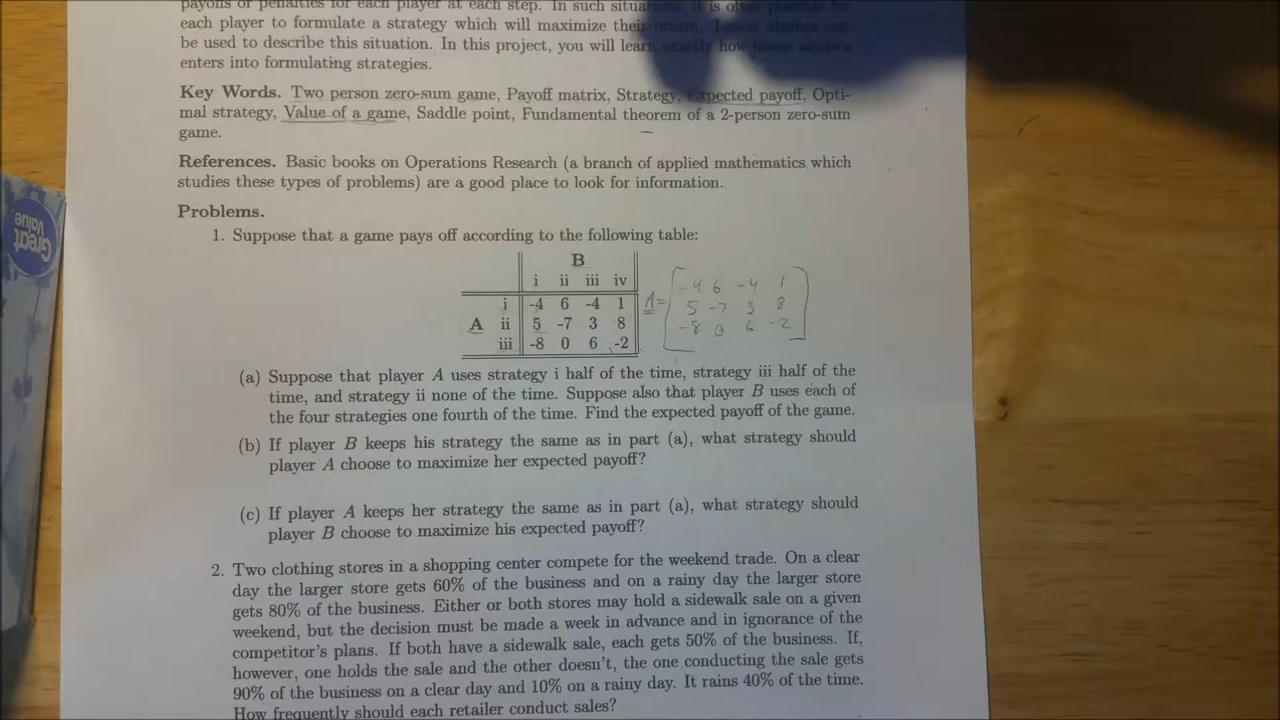 payoffs or penalties for each player at each step. In such
each player to formulate a strategy which will maximize their
be used to describe this situation. In this project, you will learn how
enters into formulating strategies.
Key Words. Two person zero-sum game, Payoff matrix, Strategy, Expected payoff, Opti-
mal strategy, Value of a game, Saddle point, Fundamental theorem of a 2-person zero-sum
game.
References. Basic books on Operations Research (a branch of applied mathematics which
studies these types of problems) are a good place to look for information.
Problems.
1. Suppose that a game pays off according to the following table:
B
i ii iii iv
i -4 6 -4 1
A ii 5 -7 3 8
iii -8 0 6 -2
A =
-4 6 -4 1
5 -7 3 8
-8 0 6 -2
(a) Suppose that player A uses strategy i half of the time, strategy iii half of the
time, and strategy ii none of the time. Suppose also that player B uses each of
the four strategies one fourth of the time. Find the expected payoff of the game.
(b) If player B keeps his strategy the same as in part (a), what strategy should
player A choose to maximize her expected payoff?
(c) If player A keeps her strategy the same as in part (a), what strategy should
player B choose to maximize his expected payoff?
2. Two clothing stores in a shopping center compete for the weekend trade. On a clear
day the larger store gets 60% of the business and on a rainy day the larger store
gets 80% of the business. Either or both stores may hold a sidewalk sale on a given
weekend, but the decision must be made a week in advance and in ignorance of the
competitor's plans. If both have a sidewalk sale, each gets 50% of the business. If,
however, one holds the sale and the other doesn't, the one conducting the sale gets
90% of the business on a clear day and 10% on a rainy day. It rains 40% of the time.
How frequently should each retailer conduct sales?
Great
Value